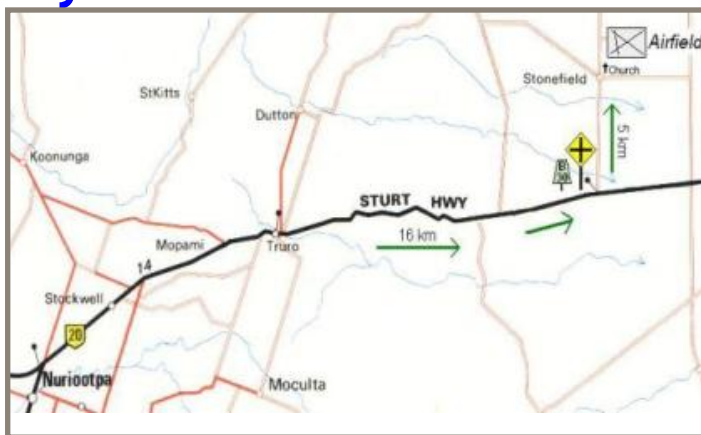 Airfield
Church
Stonefield
StKitts
Dutton
Koonunga
5 km
STURT HWY
16 km
Mopami
Truro
14
Stockwell
20
Nuriootpa
Moculta